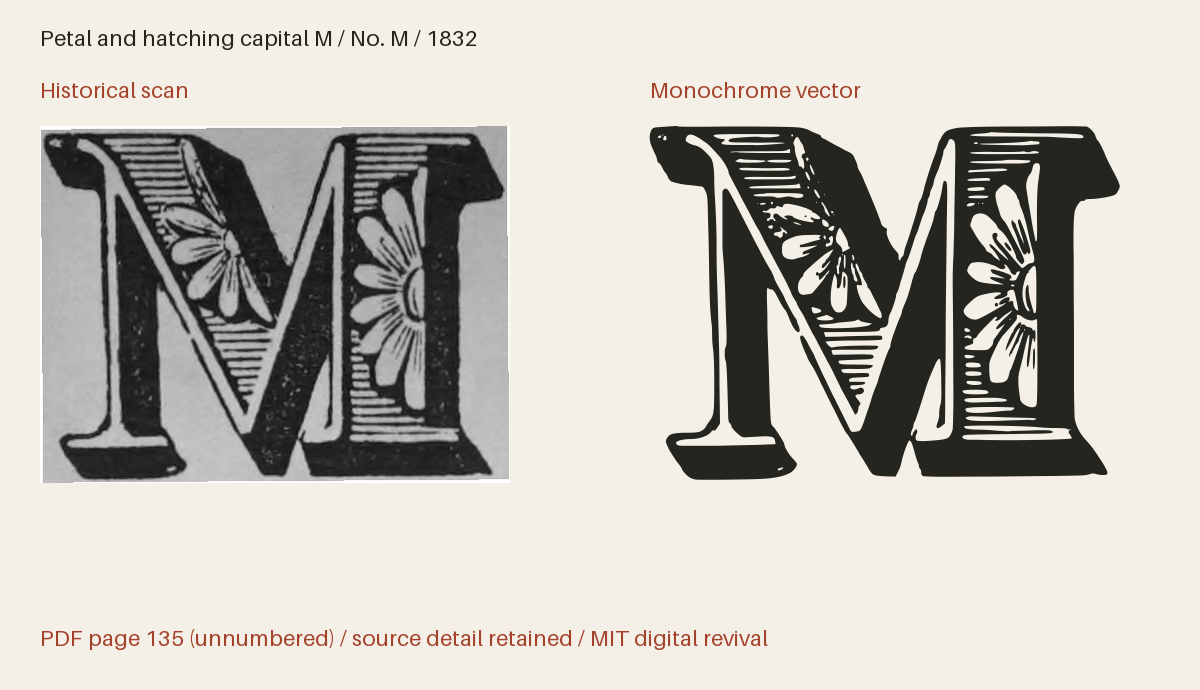 Petal and hatching capital M / No. M / 1832
Historical scan
Monochrome vector
M
M
PDF page 135 (unnumbered) / source detail retained / MIT digital revival